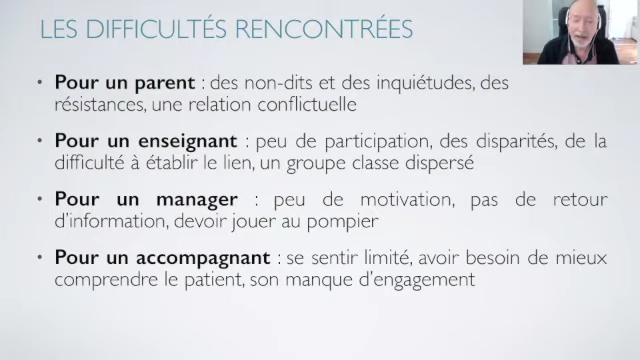 LES DIFFICULTÉS RENCONTRÉES
• Pour un parent : des non-dits et des inquiétudes, des
résistances, une relation conflictuelle
• Pour un enseignant : peu de participation, des disparités, de la
difficulté à établir le lien, un groupe classe dispersé
• Pour un manager : peu de motivation, pas de retour
d’information, devoir jouer au pompier
• Pour un accompagnant : se sentir limité, avoir besoin de mieux
comprendre le patient, son manque d’engagement